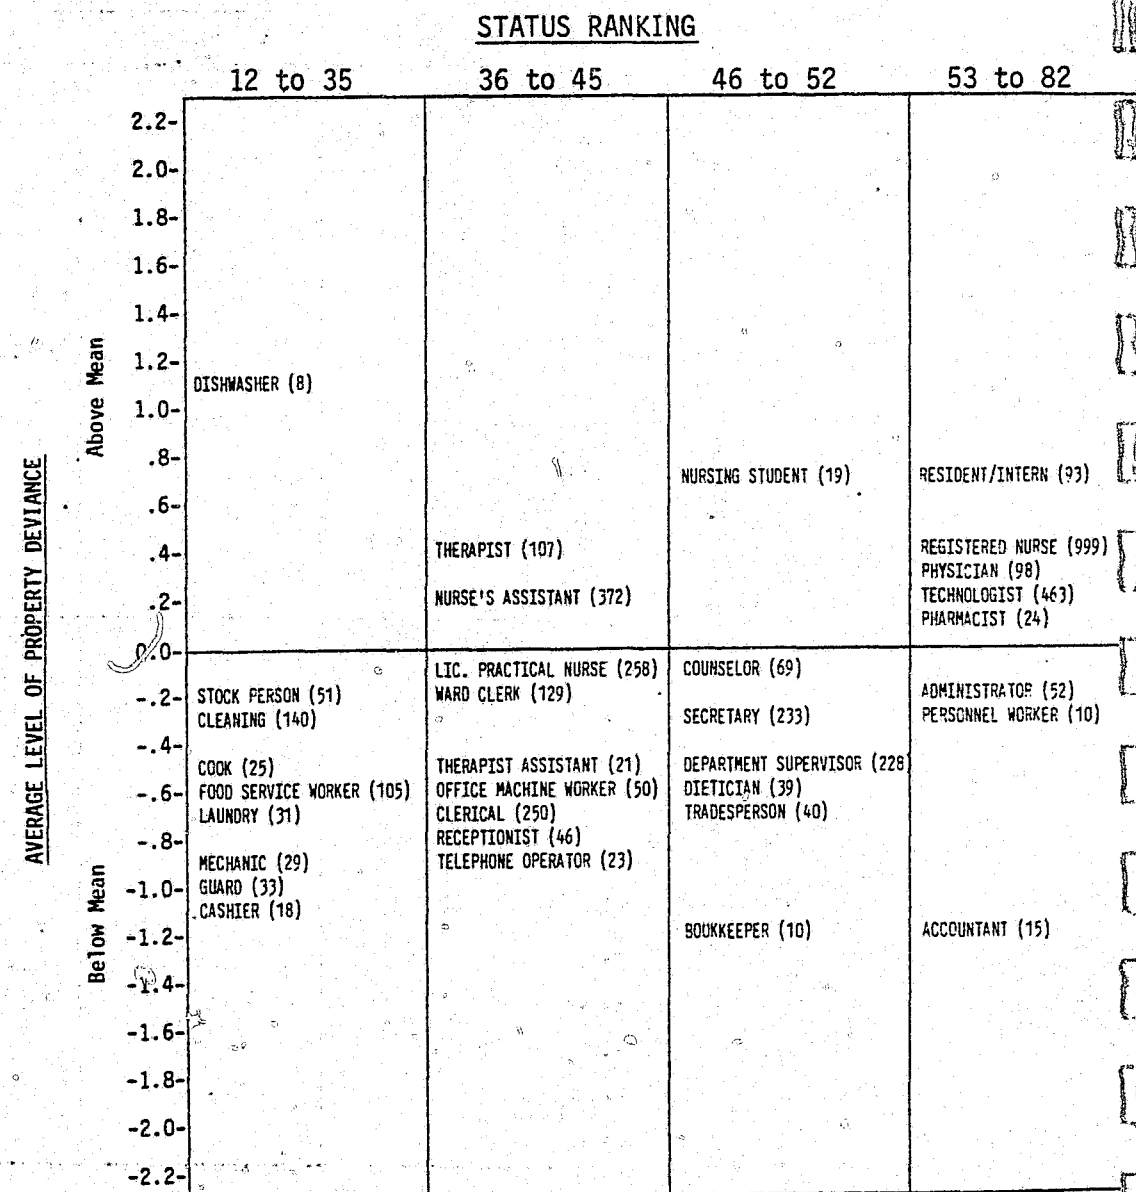 STATUS RANKING
12 to 35 36 to 45 46 to 52 53 to 82
AVERAGE LEVEL OF PROPERTY DEVIANCE
Above Mean
Below Mean
2.2-
2.0-
1.8-
1.6-
1.4-
1.2-
DISHWASHER (8)
1.0-
.8-
NURSING STUDENT (19) RESIDENT/INTERN (93)
.6-
.4- THERAPIST (107) REGISTERED NURSE (999)
PHYSICIAN (98)
.2- NURSE'S ASSISTANT (372) TECHNOLOGIST (463)
PHARMACIST (24)
0.0-
LIC. PRACTICAL NURSE (258) COUNSELOR (69)
-.2- STOCK PERSON (51) WARD CLERK (129) ADMINISTRATOR (52)
CLEANING (140) SECRETARY (233) PERSONNEL WORKER (10)
-.4-
COOK (25) THERAPIST ASSISTANT (21) DEPARTMENT SUPERVISOR (228)
-.6- FOOD SERVICE WORKER (105) OFFICE MACHINE WORKER (50) DIETICIAN (39)
LAUNDRY (31) CLERICAL (250) TRADESPERSON (40)
-.8- RECEPTIONIST (46)
MECHANIC (29) TELEPHONE OPERATOR (23)
-1.0- GUARD (33)
CASHIER (18)
-1.2- BOOKKEEPER (10) ACCOUNTANT (15)
-1.4-
-1.6-
-1.8-
-2.0-
-2.2-